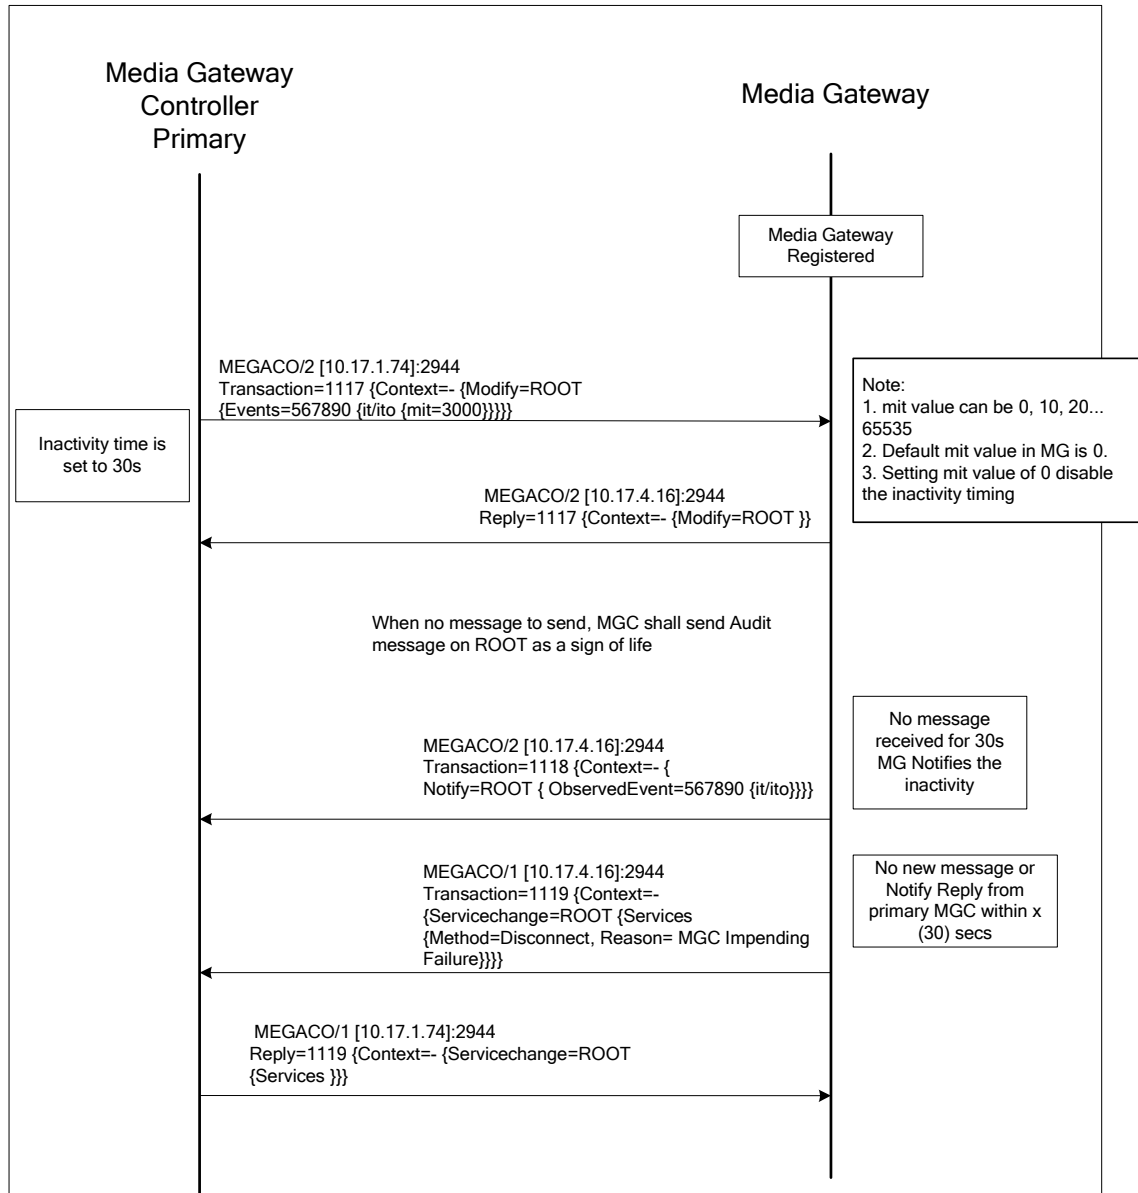 Media Gateway
Controller
Primary
Media Gateway
Media Gateway
Registered
MEGACO/2 [10.17.1.74]:2944
Transaction=1117 {Context=- {Modify=ROOT
{Events=567890 {it/ito {mit=3000}}}}}
Note:
1. mit value can be 0, 10, 20...
65535
2. Default mit value in MG is 0.
3. Setting mit value of 0 disable
the inactivity timing
Inactivity time is
set to 30s
MEGACO/2 [10.17.4.16]:2944
Reply=1117 {Context=- {Modify=ROOT }}
When no message to send, MGC shall send Audit
message on ROOT as a sign of life
No message
received for 30s
MG Notifies the
inactivity
MEGACO/2 [10.17.4.16]:2944
Transaction=1118 {Context=- {
Notify=ROOT { ObservedEvent=567890 {it/ito}}}}
MEGACO/1 [10.17.4.16]:2944
Transaction=1119 {Context=-
{Servicechange=ROOT {Services
{Method=Disconnect, Reason= MGC Impending
Failure}}}}
No new message or
Notify Reply from
primary MGC within x
(30) secs
MEGACO/1 [10.17.1.74]:2944
Reply=1119 {Context=- {Servicechange=ROOT
{Services }}}